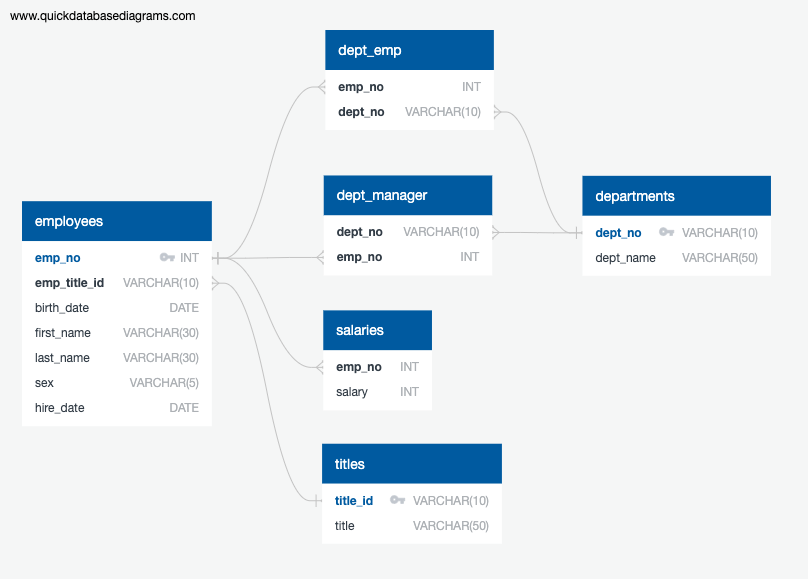 www.quickdatabasediagrams.com
dept_emp
emp_no INT
dept_no VARCHAR(10)
dept_manager
dept_no VARCHAR(10)
emp_no INT
departments
dept_no VARCHAR(10)
dept_name VARCHAR(50)
employees
emp_no INT
emp_title_id VARCHAR(10)
birth_date DATE
first_name VARCHAR(30)
last_name VARCHAR(30)
sex VARCHAR(5)
hire_date DATE
salaries
emp_no INT
salary INT
titles
title_id VARCHAR(10)
title VARCHAR(50)